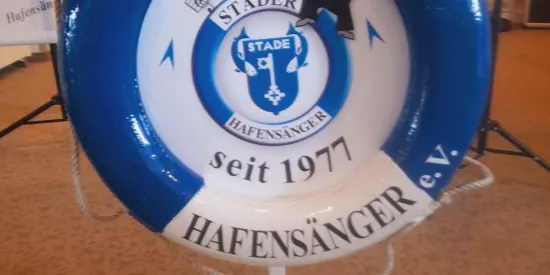 Hafensänger
STADER
STADE
HAFENSÄNGER
seit 1977
HAFENSÄNGER e.V.